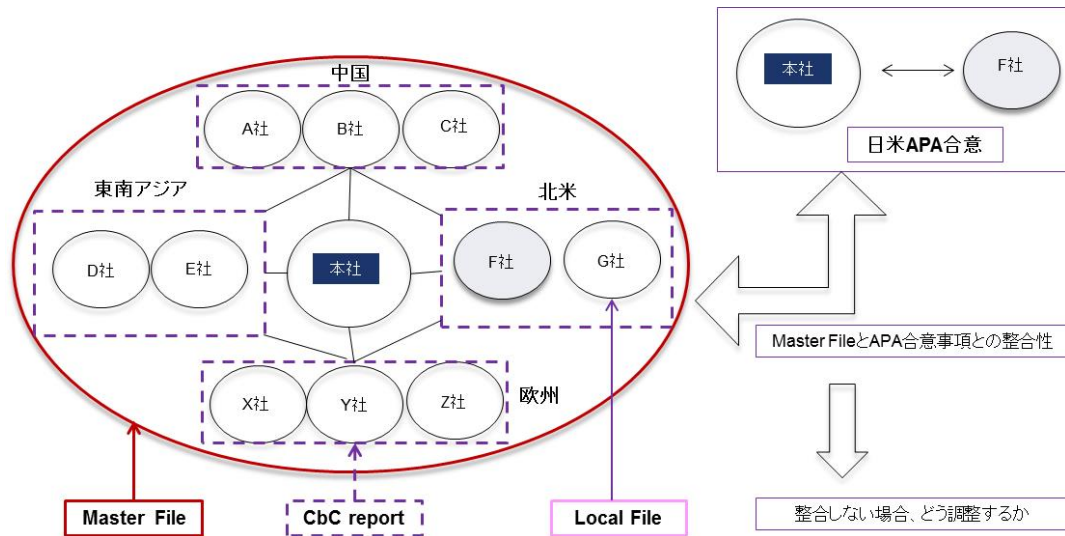 中国
A社
B社
C社
東南アジア
D社
E社
本社
北米
F社
G社
X社
Y社
Z社
欧州
Master File
CbC report
Local File
本社
F社
日米APA合意
Master FileとAPA合意事項との整合性
整合しない場合、どう調整するか